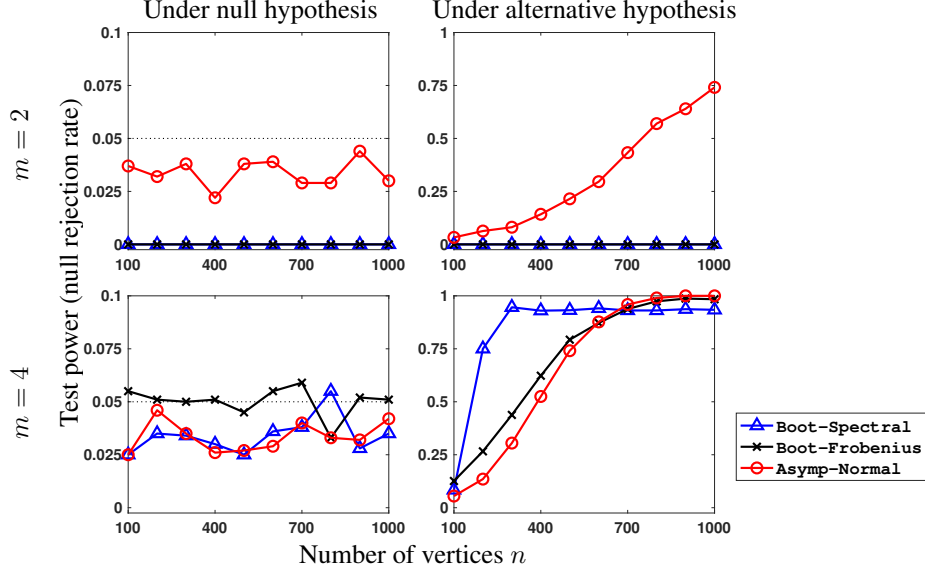 Under null hypothesis
Under alternative hypothesis
0.1
0.075
0.05
0.025
0
100 400 700 1000
1
0.75
0.5
0.25
0
100 400 700 1000
m = 2
Test power (null rejection rate)
m = 4
0.1
0.075
0.05
0.025
0
100 400 700 1000
1
0.75
0.5
0.25
0
100 400 700 1000
Boot-Spectral
Boot-Frobenius
Asymp-Normal
Number of vertices n